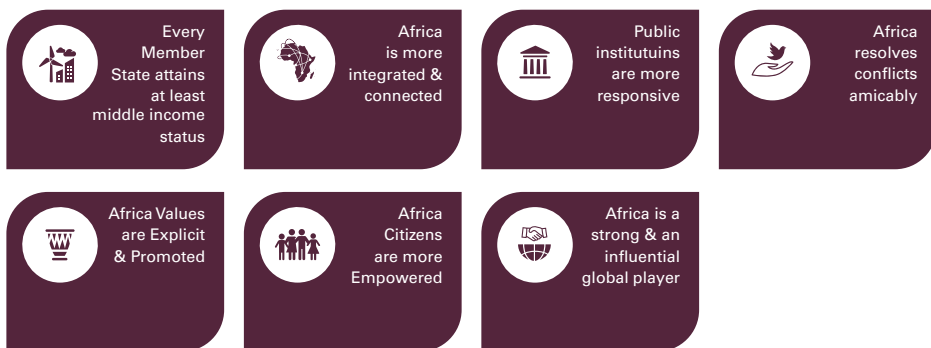 Every
Member
State attains
at least
middle income
status
Africa
is more
integrated &
connected
Public
institutuins
are more
responsive
Africa
resolves
conflicts
amicably
Africa Values
are Explicit
& Promoted
Africa
Citizens
are more
Empowered
Africa is a
strong & an
influential
global player